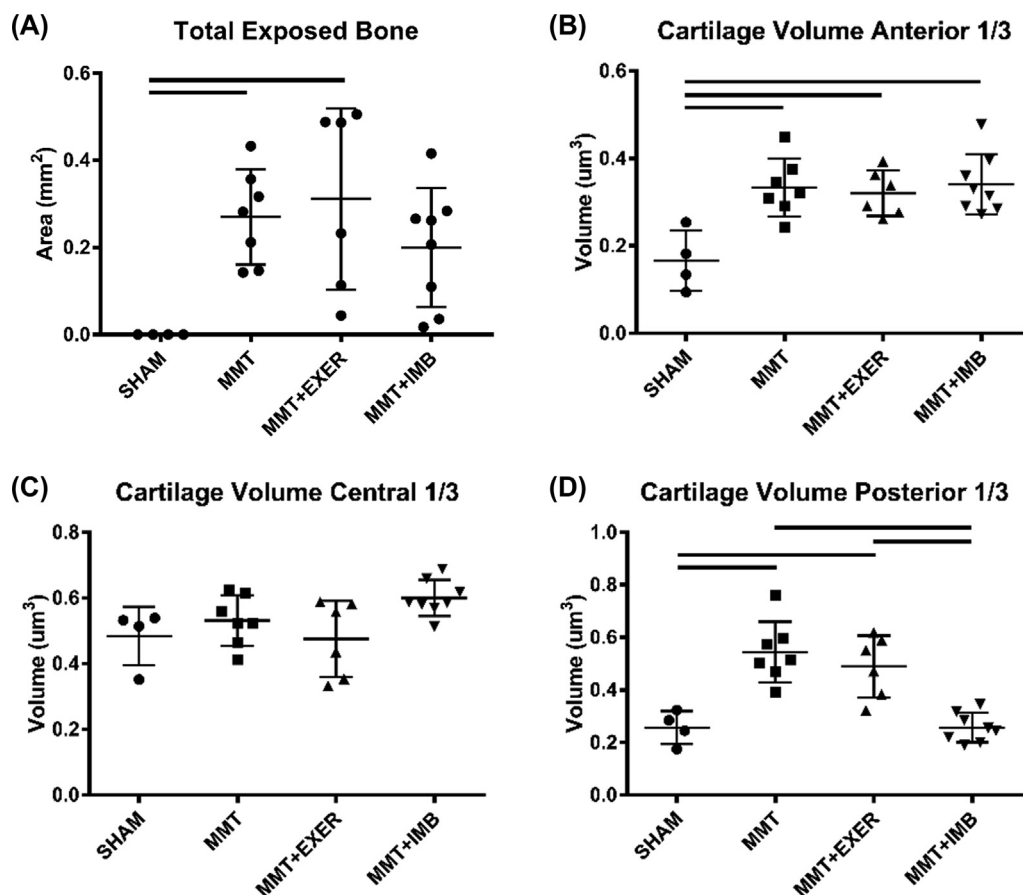 (A)
Total Exposed Bone
Area (mm²)
0.6
0.4
0.2
0.0
SHAM
MMT
MMT+EXER
MMT+IMB
(B)
Cartilage Volume Anterior 1/3
Volume (um³)
0.6
0.4
0.2
0.0
SHAM
MMT
MMT+EXER
MMT+IMB
(C)
Cartilage Volume Central 1/3
Volume (um³)
0.8
0.6
0.4
0.2
0.0
SHAM
MMT
MMT+EXER
MMT+IMB
(D)
Cartilage Volume Posterior 1/3
Volume (um³)
1.0
0.8
0.6
0.4
0.2
0.0
SHAM
MMT
MMT+EXER
MMT+IMB